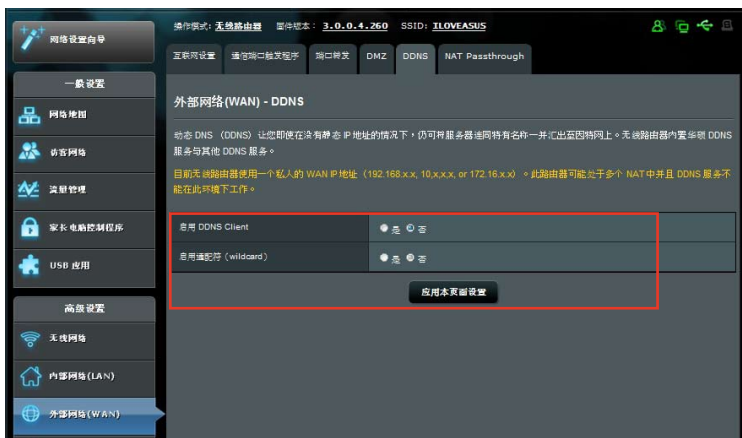 操作模式: 无线路由器 固件版本: 3.0.0.4.260 SSID: ILOVEASUS
网络设置向导
互联网设置 通信端口触发程序 端口转发 DMZ DDNS NAT Passthrough
一般设置
网络地图
访客网络
流量管理
家长电脑控制程序
USB 应用
高级设置
无线网络
内部网络(LAN)
外部网络(WAN)
外部网络(WAN) - DDNS
动态 DNS (DDNS) 让您即使在没有静态 IP 地址的情况下,仍可将服务器连同特有名称一并汇出至因特网上。无线路由器内置华硕 DDNS
服务与其他 DDNS 服务。
目前无线路由器使用一个私人的 WAN IP 地址 (192.168.x.x, 10,x,x,x, or 172.16.x.x) 。此路由器可能处于多个 NAT 中并且 DDNS 服务不
能在此环境下工作。
启用 DDNS Client 是 否
启用通配符 (wildcard) 是 否
应用本页面设置